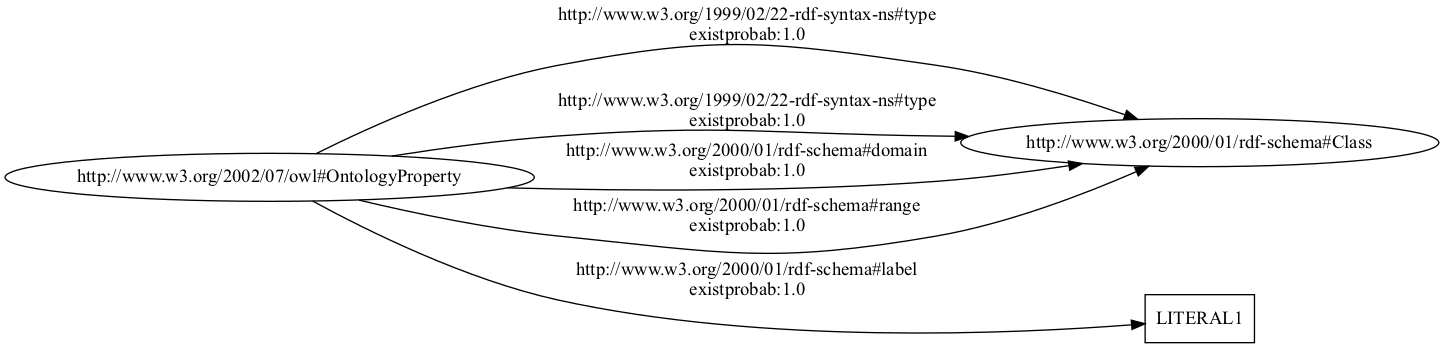 http://www.w3.org/1999/02/22-rdf-syntax-ns#type
existprobab:1.0
http://www.w3.org/1999/02/22-rdf-syntax-ns#type
existprobab:1.0
http://www.w3.org/2000/01/rdf-schema#Class
http://www.w3.org/2000/01/rdf-schema#domain
existprobab:1.0
http://www.w3.org/2002/07/owl#OntologyProperty
http://www.w3.org/2000/01/rdf-schema#range
existprobab:1.0
http://www.w3.org/2000/01/rdf-schema#label
existprobab:1.0
LITERAL1